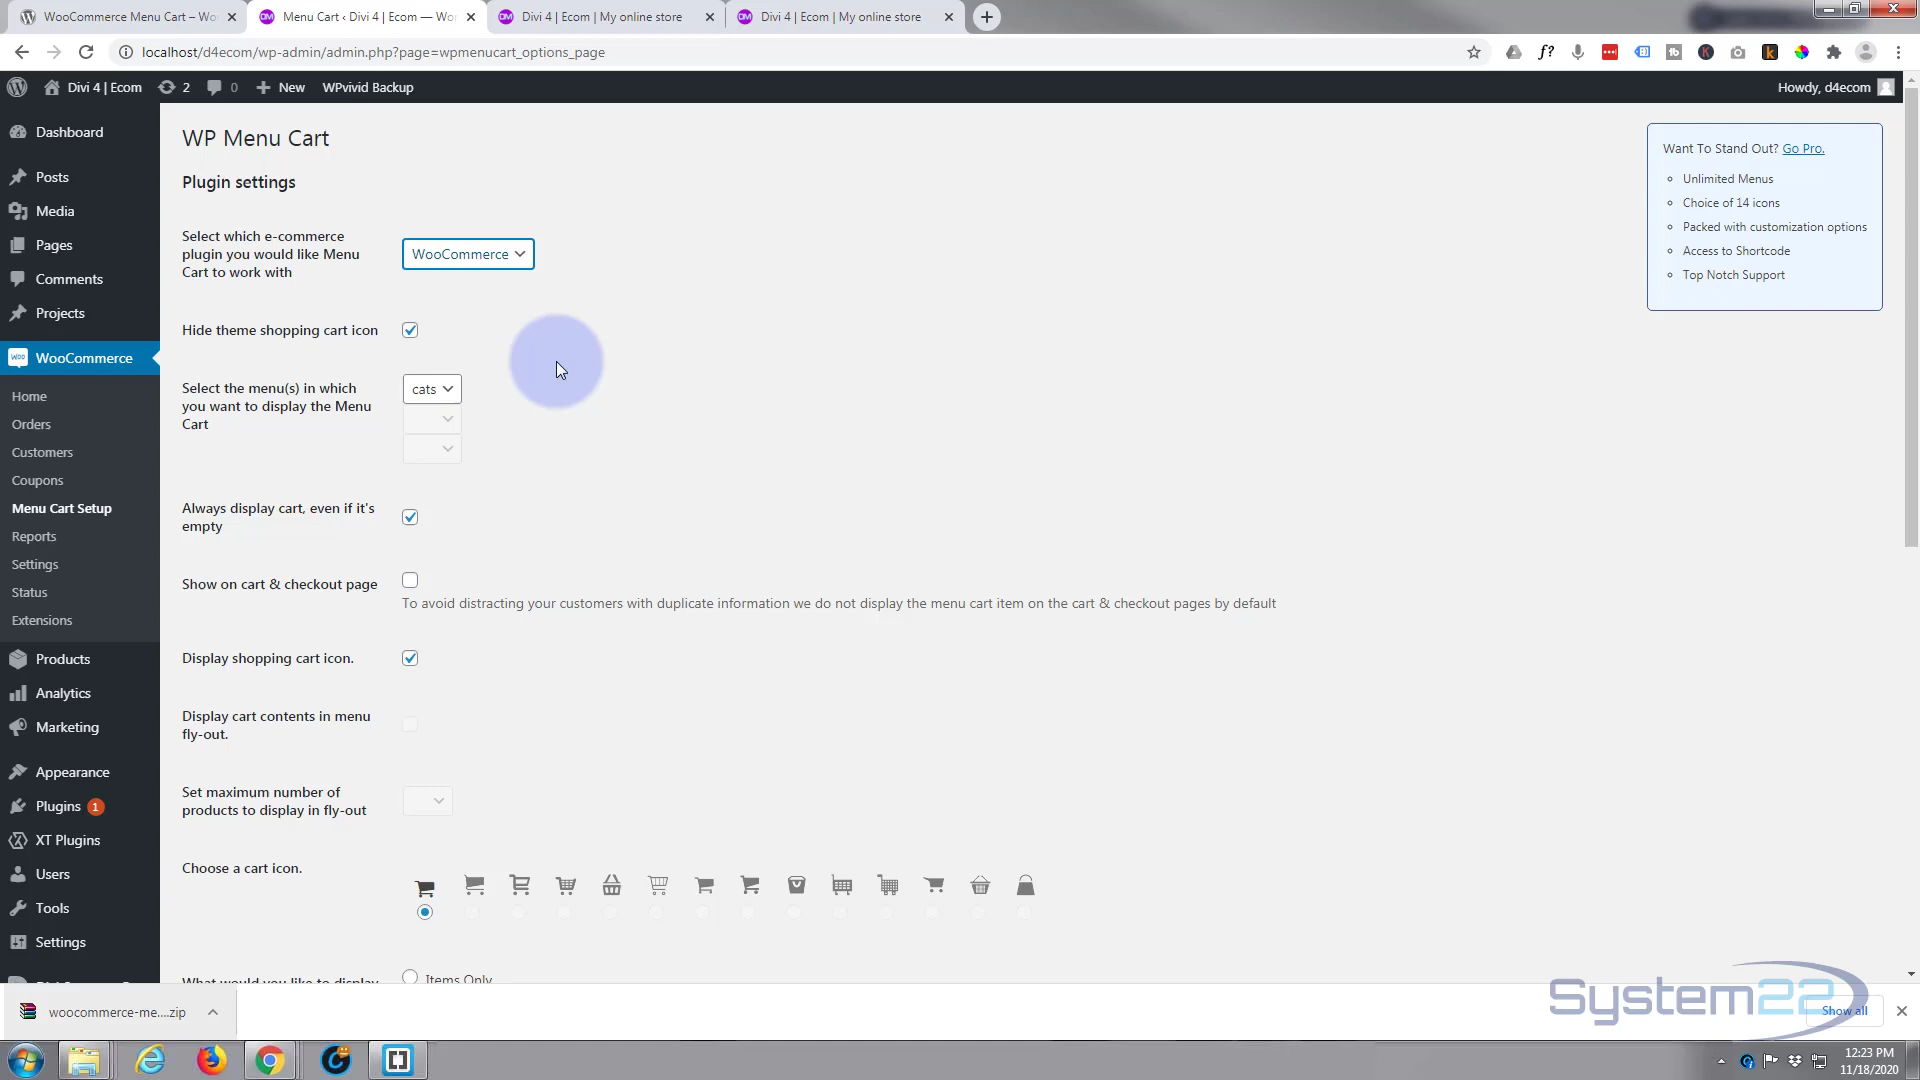 WooCommerce Menu Cart – Wo
Menu Cart ‹ Divi 4 | Ecom — Wor
Divi 4 | Ecom | My online store
Divi 4 | Ecom | My online store
localhost/d4ecom/wp-admin/admin.php?page=wpmenucart_options_page
Divi 4 | Ecom
2
0
New
WPvivid Backup
Howdy, d4ecom
Dashboard
Posts
Media
Pages
Comments
Projects
WooCommerce
Home
Orders
Customers
Coupons
Menu Cart Setup
Reports
Settings
Status
Extensions
Products
Analytics
Marketing
Appearance
Plugins 1
XT Plugins
Users
Tools
Settings
WP Menu Cart
Plugin settings
Select which e-commerce
plugin you would like Menu
Cart to work with
WooCommerce
Hide theme shopping cart icon
Select the menu(s) in which
you want to display the Menu
Cart
cats
Always display cart, even if it's
empty
Show on cart & checkout page
To avoid distracting your customers with duplicate information we do not display the menu cart item on the cart & checkout pages by default
Display shopping cart icon.
Display cart contents in menu
fly-out.
Set maximum number of
products to display in fly-out
Choose a cart icon.
What would you like to display
Items Only
Want To Stand Out? Go Pro.
Unlimited Menus
Choice of 14 icons
Packed with customization options
Access to Shortcode
Top Notch Support
woocommerce-me....zip
Show all
System22
12:23 PM
11/18/2020